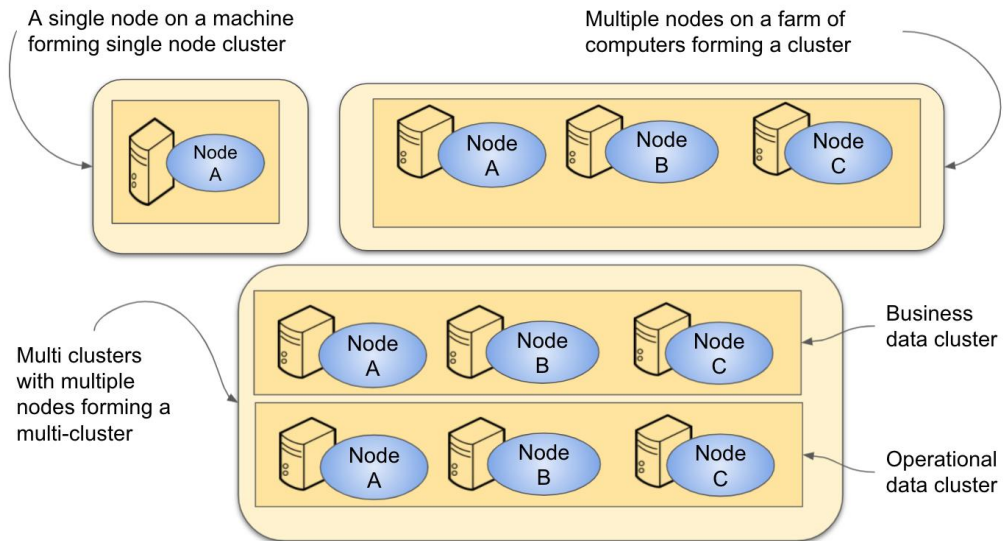 A single node on a machine
forming single node cluster
Multiple nodes on a farm of
computers forming a cluster
Node
A
Node
A
Node
B
Node
C
Multi clusters
with multiple
nodes forming a
multi-cluster
Node
A
Node
B
Node
C
Business
data cluster
Node
A
Node
B
Node
C
Operational
data cluster